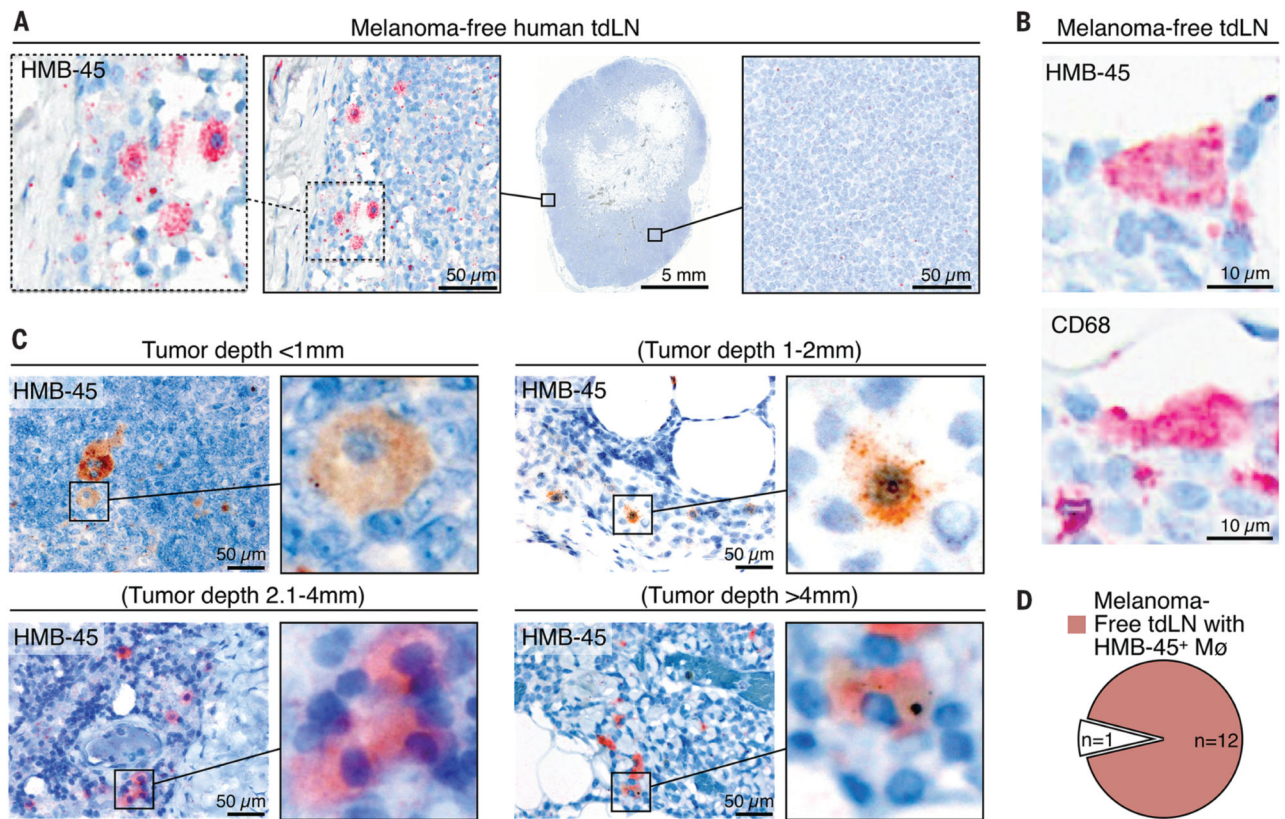 A
Melanoma-free human tdLN
HMB-45
50 µm
5 mm
50 µm
B
Melanoma-free tdLN
HMB-45
10 µm
CD68
10 µm
C
Tumor depth <1mm
HMB-45
50 µm
(Tumor depth 1-2mm)
HMB-45
50 µm
(Tumor depth 2.1-4mm)
HMB-45
50 µm
(Tumor depth >4mm)
HMB-45
50 µm
D
Melanoma-
Free tdLN with
HMB-45⁺ Mø
n=1
n=12